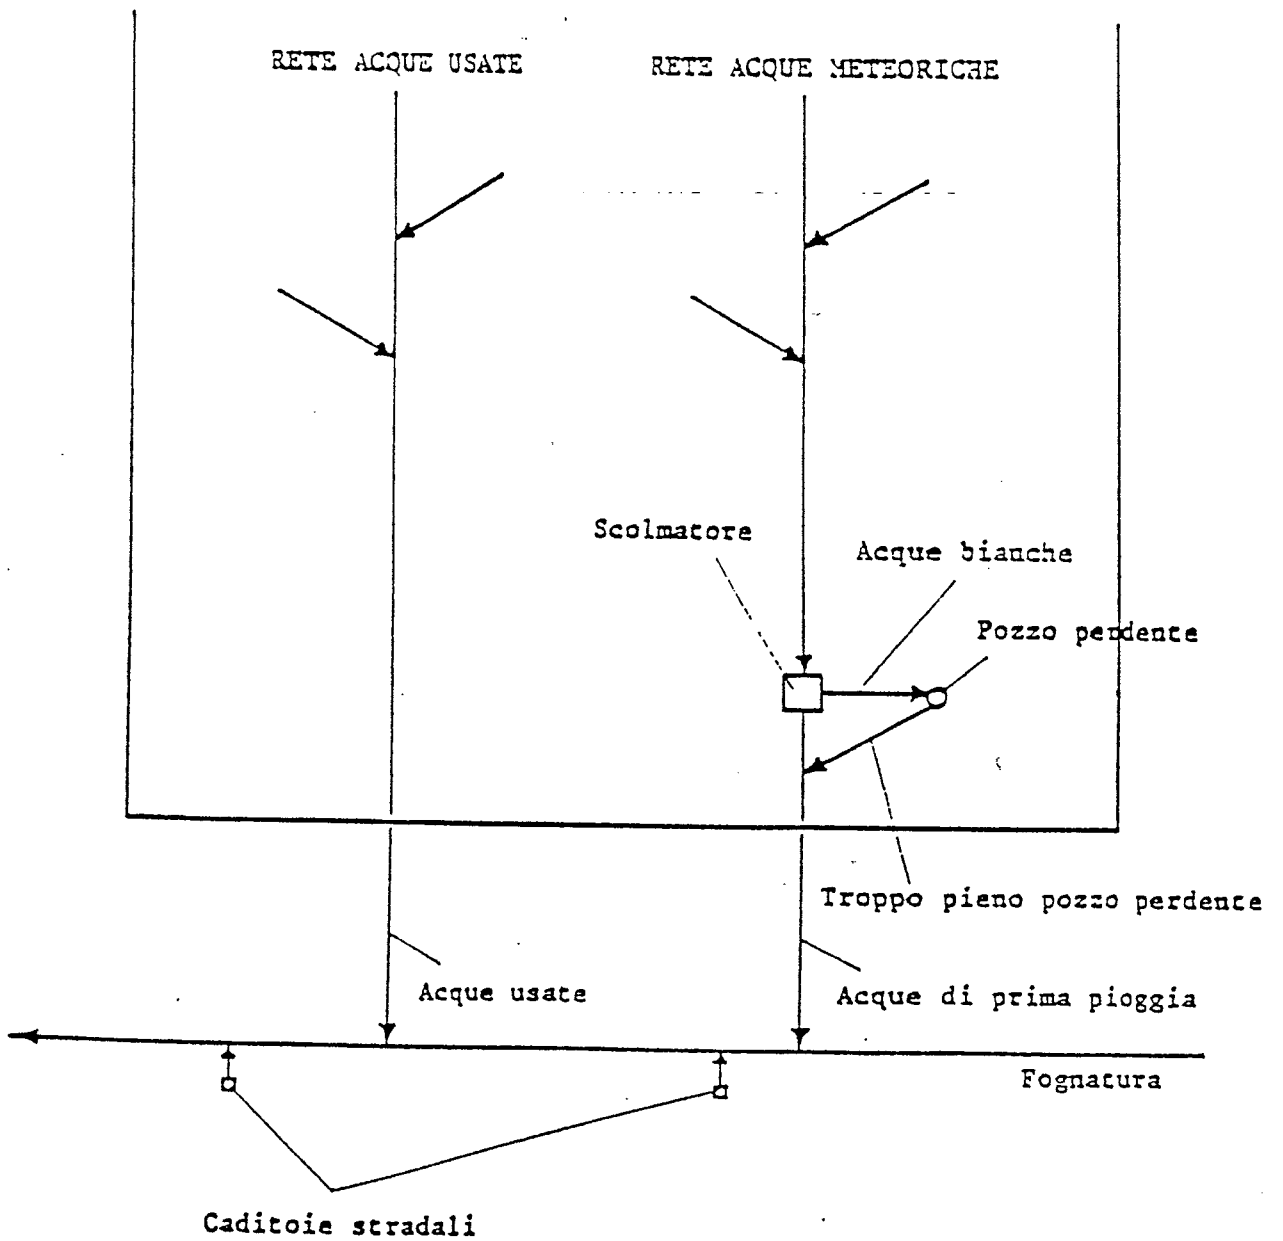 RETE ACQUE USATE
RETE ACQUE METEORICHE
Scolmatore
Acque bianche
Pozzo perdente
Troppo pieno pozzo perdente
Acque usate
Acque di prima pioggia
Fognatura
Caditoie stradali